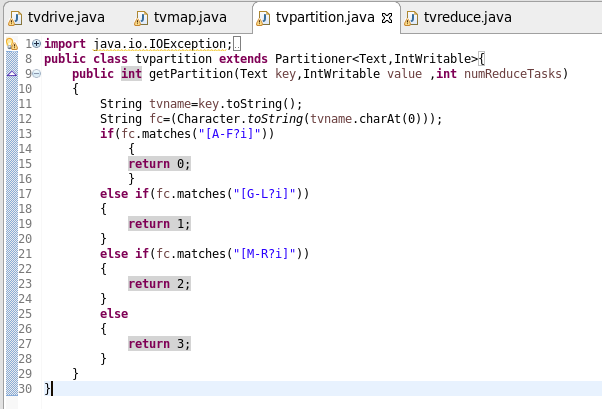 tvdrive.java tvmap.java tvpartition.java tvreduce.java
1 import java.io.IOException;
8 public class tvpartition extends Partitioner<Text,IntWritable>{
9 public int getPartition(Text key,IntWritable value ,int numReduceTasks)
10 {
11 String tvname=key.toString();
12 String fc=(Character.toString(tvname.charAt(0)));
13 if(fc.matches("[A-F?i]"))
14 {
15 return 0;
16 }
17 else if(fc.matches("[G-L?i]"))
18 {
19 return 1;
20 }
21 else if(fc.matches("[M-R?i]"))
22 {
23 return 2;
24 }
25 else
26 {
27 return 3;
28 }
29 }
30 }